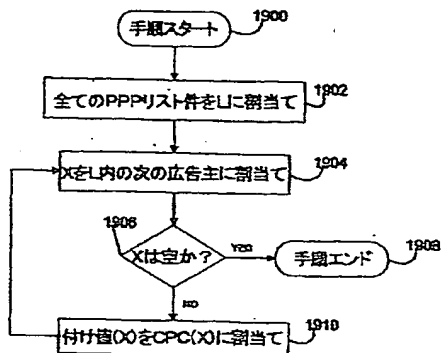 1900
手順スタート
1902
全てのPPPリスト件をLに割当て
1904
XをL内の次の広告主に割当て
1906
Xは空か?
Yes
1908
手順エンド
NO
1910
付け値(X)をCPC(X)に割当て